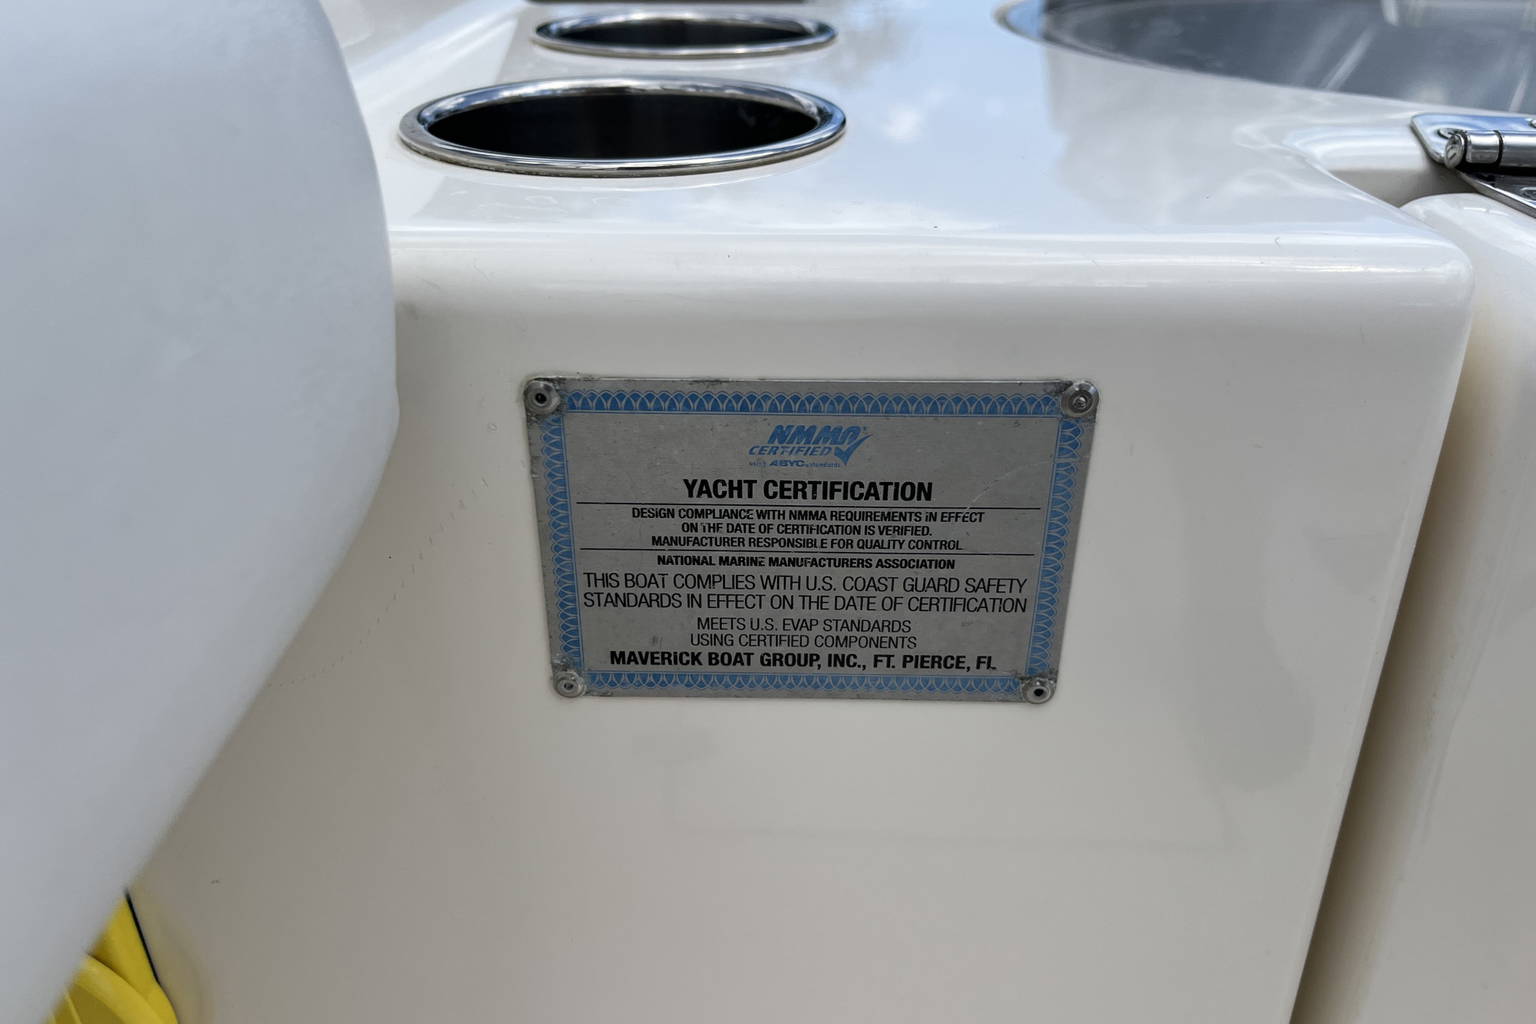 NMMA
CERTIFIED
ABYC standards
YACHT CERTIFICATION
DESIGN COMPLIANCE WITH NMMA REQUIREMENTS IN EFFECT
ON THE DATE OF CERTIFICATION IS VERIFIED.
MANUFACTURER RESPONSIBLE FOR QUALITY CONTROL
NATIONAL MARINE MANUFACTURERS ASSOCIATION
THIS BOAT COMPLIES WITH U.S. COAST GUARD SAFETY
STANDARDS IN EFFECT ON THE DATE OF CERTIFICATION
MEETS U.S. EVAP STANDARDS
USING CERTIFIED COMPONENTS
MAVERICK BOAT GROUP, INC., FT. PIERCE, FL